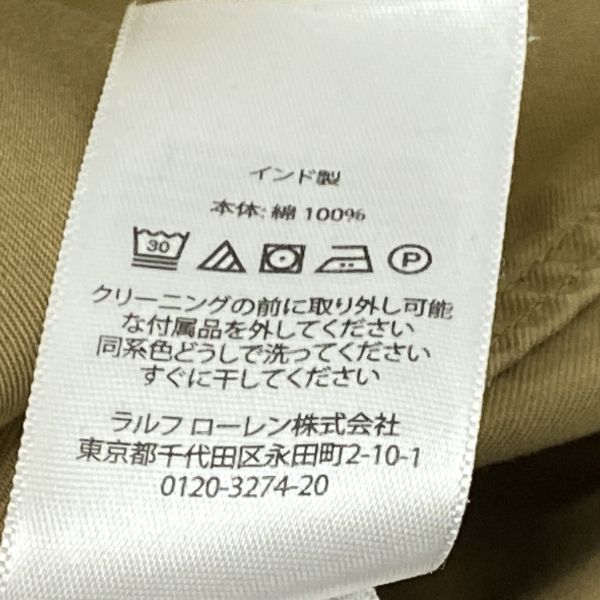 インド製
本体: 綿 100%
30 P
クリーニングの前に取り外し可能
な付属品を外してください
同系色どうしで洗ってください
すぐに干してください
ラルフ ローレン株式会社
東京都千代田区永田町2-10-1
0120-3274-20